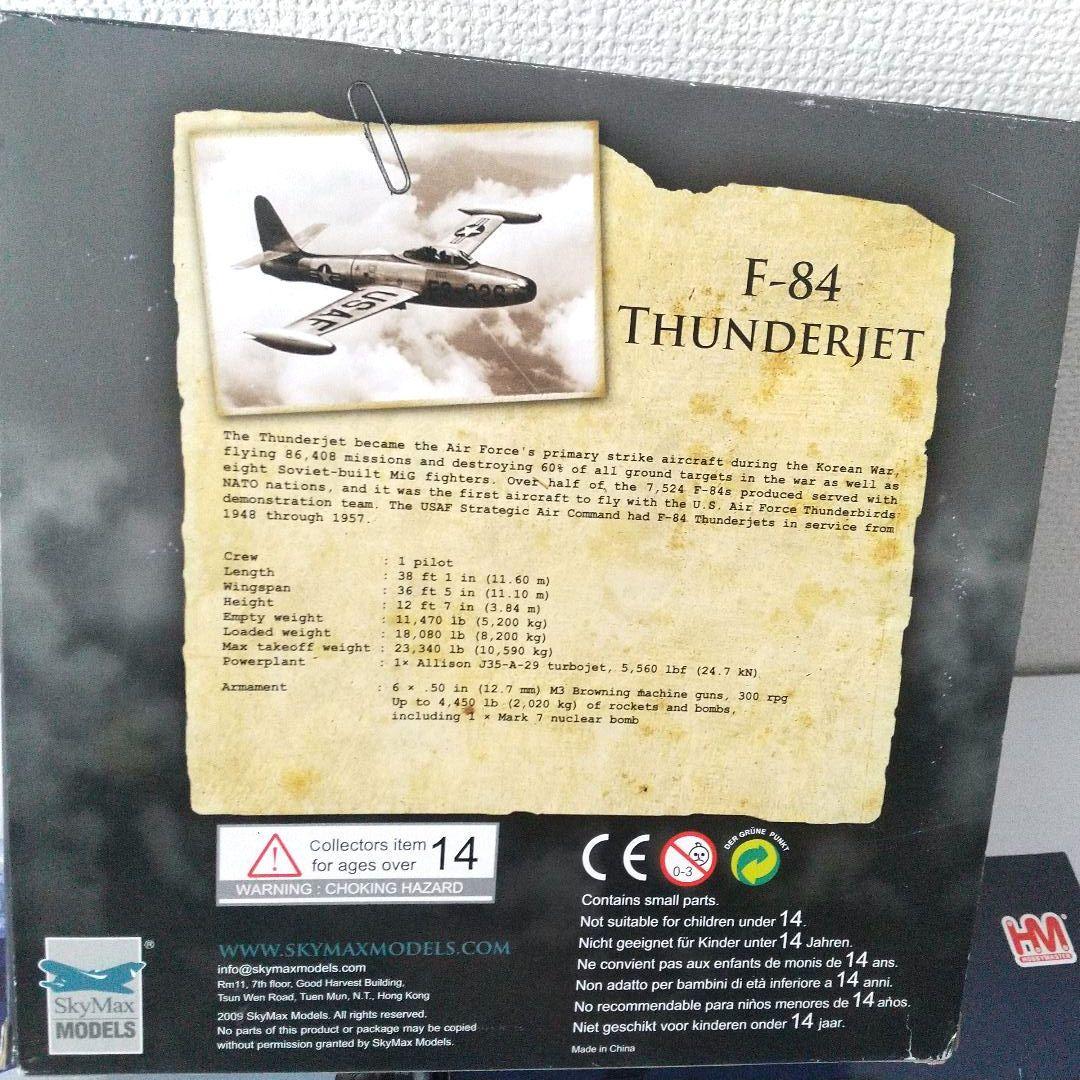 USAF
F-84
THUNDERJET
The Thunderjet became the Air Force's primary strike aircraft during the Korean War,
flying 86,408 missions and destroying 60% of all ground targets in the war as well as
eight Soviet-built MiG fighters. Over half of the 7,524 F-84s produced served with
NATO nations, and it was the first aircraft to fly with the U.S. Air Force Thunderbirds
demonstration team. The USAF Strategic Air Command had F-84 Thunderjets in service from
1948 through 1957.
Crew : 1 pilot
Length : 38 ft 1 in (11.60 m)
Wingspan : 36 ft 5 in (11.10 m)
Height : 12 ft 7 in (3.84 m)
Empty weight : 11,470 lb (5,200 kg)
Loaded weight : 18,080 lb (8,200 kg)
Max takeoff weight : 23,340 lb (10,590 kg)
Powerplant : 1× Allison J35-A-29 turbojet, 5,560 lbf (24.7 kN)
Armament : 6 × .50 in (12.7 mm) M3 Browning machine guns, 300 rpg
Up to 4,450 lb (2,020 kg) of rockets and bombs,
including 1 × Mark 7 nuclear bomb
Collectors item
for ages over 14
WARNING : CHOKING HAZARD
CE
0-3
DER GRÜNE PUNKT
Contains small parts.
Not suitable for children under 14.
Nicht geeignet für Kinder unter 14 Jahren.
Ne convient pas aux enfants de monis de 14 ans.
Non adatto per bambini di età inferiore a 14 anni.
No recommendable para niños menores de 14 años.
Niet geschikt voor kinderen onder 14 jaar.
Made in China
SkyMax
MODELS
®
WWW.SKYMAXMODELS.COM
info@skymaxmodels.com
Rm11, 7th floor, Good Harvest Building,
Tsun Wen Road, Tuen Mun, N.T., Hong Kong
2009 SkyMax Models. All rights reserved.
No parts of this product or package may be copied
without permission granted by SkyMax Models.
HM
HOBBYMASTER